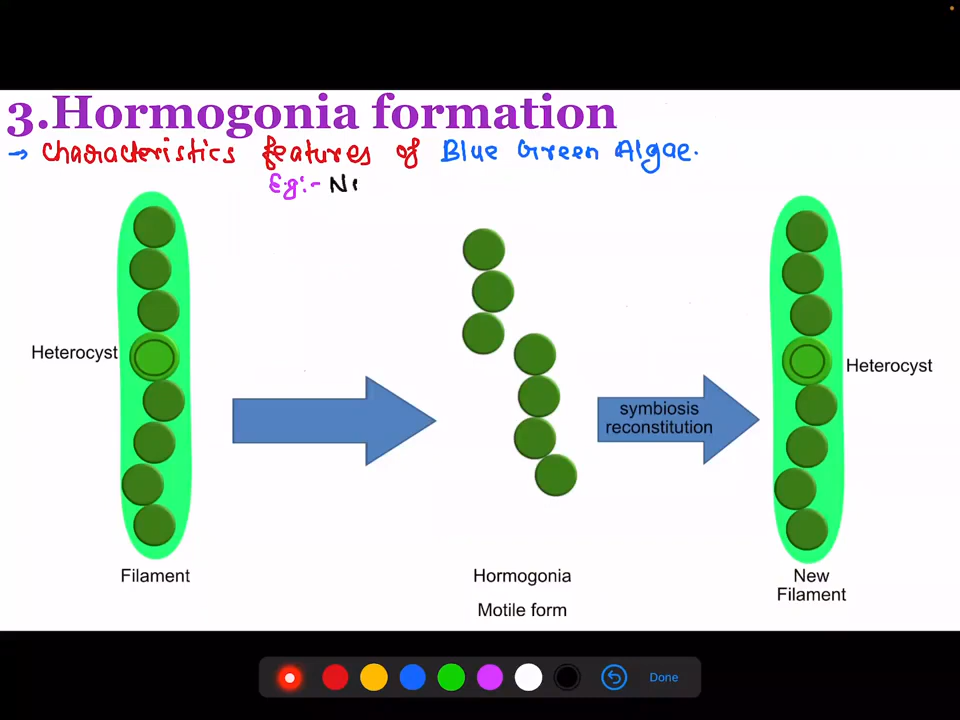 3.Hormogonia formation
→ Characteristics features of Blue Green Algae.
Eg:-
Heterocyst
Filament
Hormogonia
Motile form
symbiosis
reconstitution
Heterocyst
New
Filament
Done